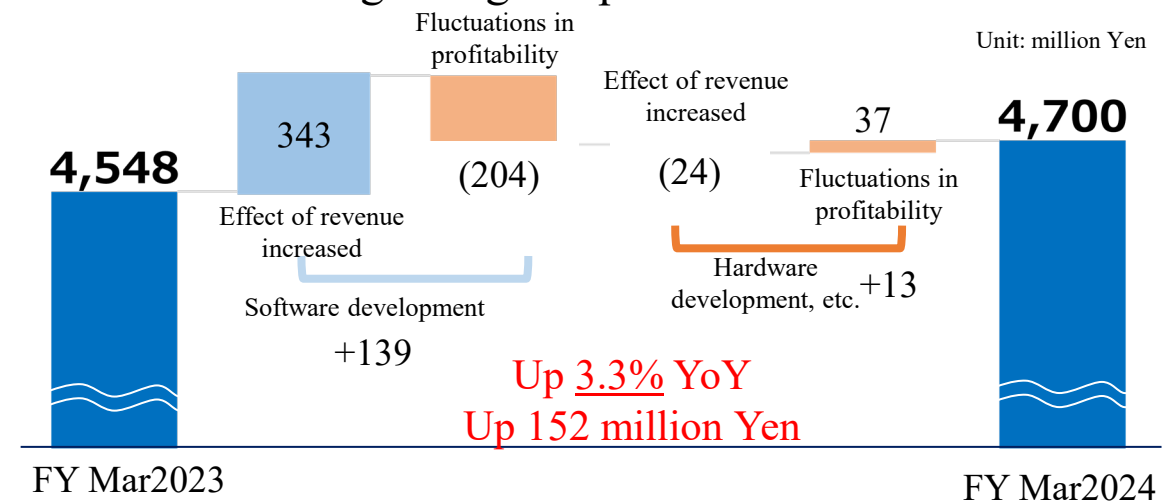 Fluctuations in
profitability
Unit: million Yen
Effect of revenue
increased
343
37
4,700
4,548
(204)
(24)
Fluctuations in
profitability
Effect of revenue
increased
Hardware
development, etc.
+13
Software development
+139
Up 3.3% YoY
Up 152 million Yen
FY Mar2023
FY Mar2024